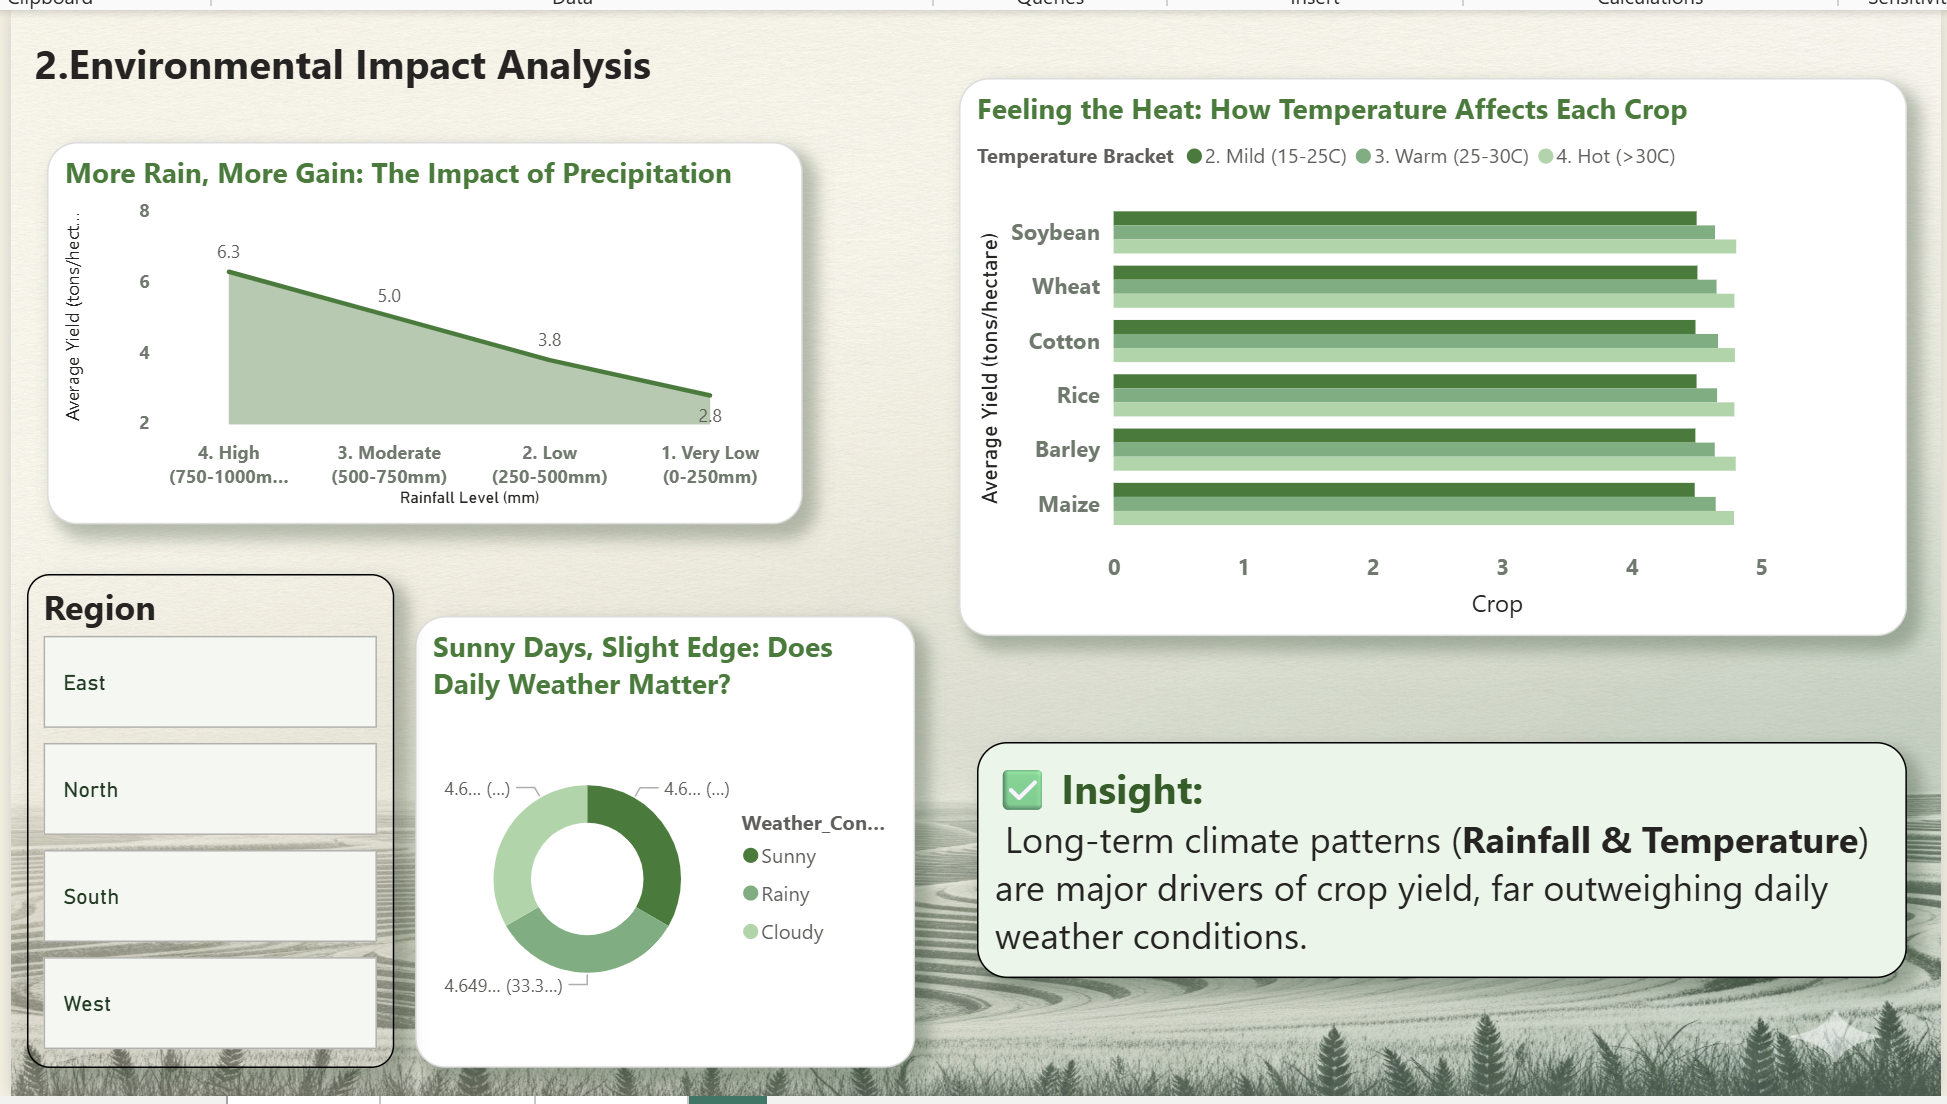 Clipboard
Data
Queries
Insert
Calculations
2.Environmental Impact Analysis
More Rain, More Gain: The Impact of Precipitation
Average Yield (tons/hect...
8
6
4
2
6.3
5.0
3.8
2.8
4. High
(750-1000m...
3. Moderate
(500-750mm)
2. Low
(250-500mm)
1. Very Low
(0-250mm)
Rainfall Level (mm)
Feeling the Heat: How Temperature Affects Each Crop
Temperature Bracket 2. Mild (15-25C) 3. Warm (25-30C) 4. Hot (>30C)
Average Yield (tons/hectare)
Soybean
Wheat
Cotton
Rice
Barley
Maize
0 1 2 3 4 5
Crop
Region
East
North
South
West
Sunny Days, Slight Edge: Does
Daily Weather Matter?
4.6... (...)
4.6... (...)
4.649... (33.3...)
Weather_Con...
Sunny
Rainy
Cloudy
✅ Insight:
Long-term climate patterns (Rainfall & Temperature)
are major drivers of crop yield, far outweighing daily
weather conditions.